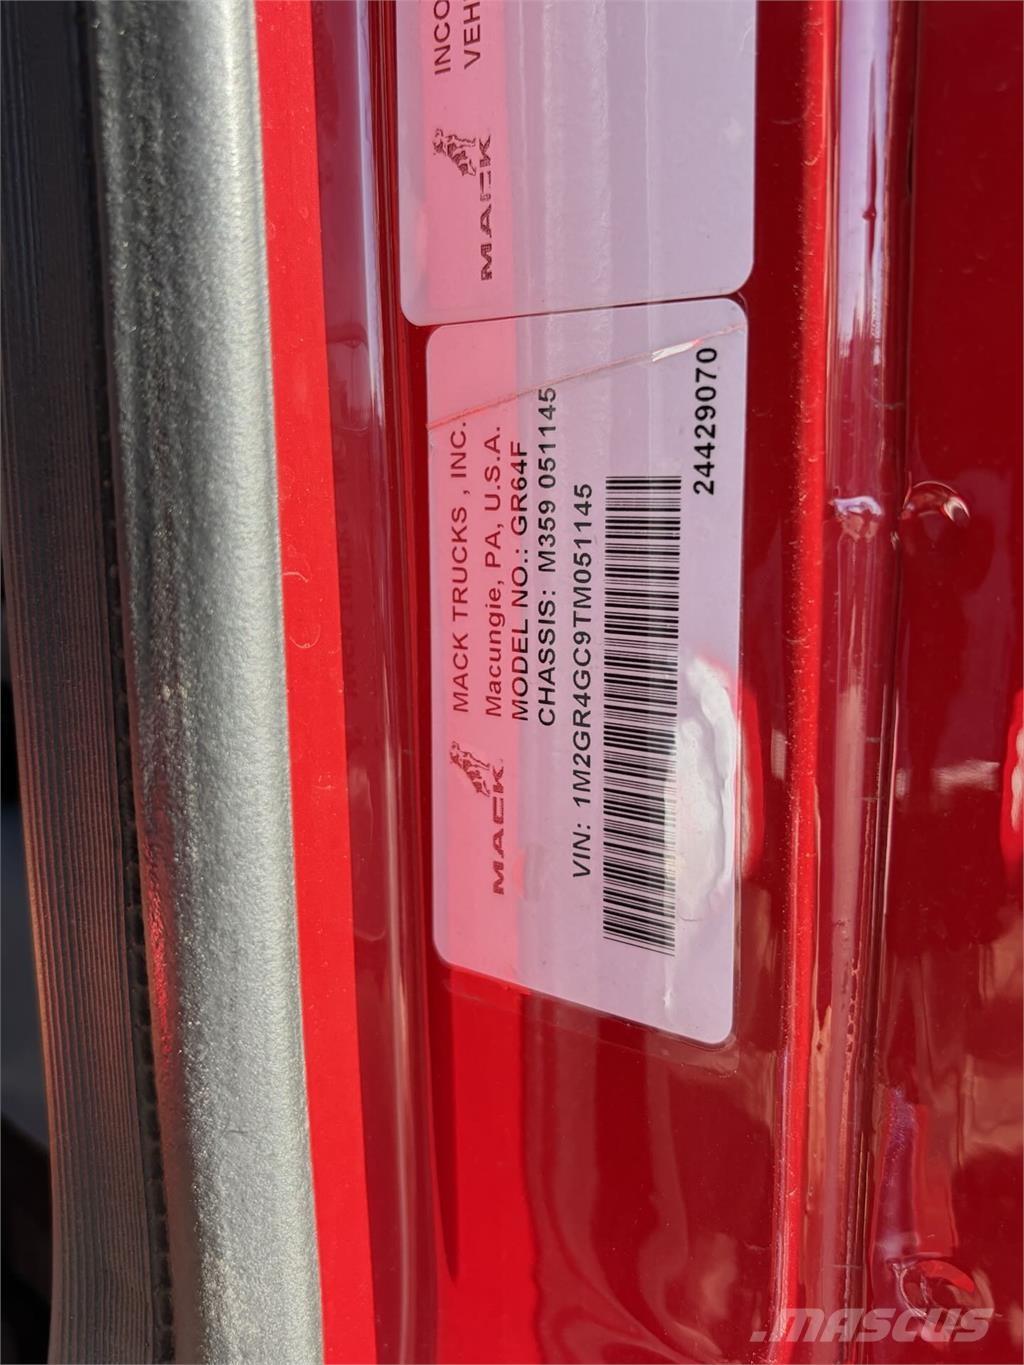 INCO
VEH
MACK
MACK TRUCKS , INC.
Macungie, PA, U.S.A.
MODEL NO.: GR64F
CHASSIS: M359 051145
MACK
VIN: 1M2GR4GC9TM051145
24429070
MASCUS